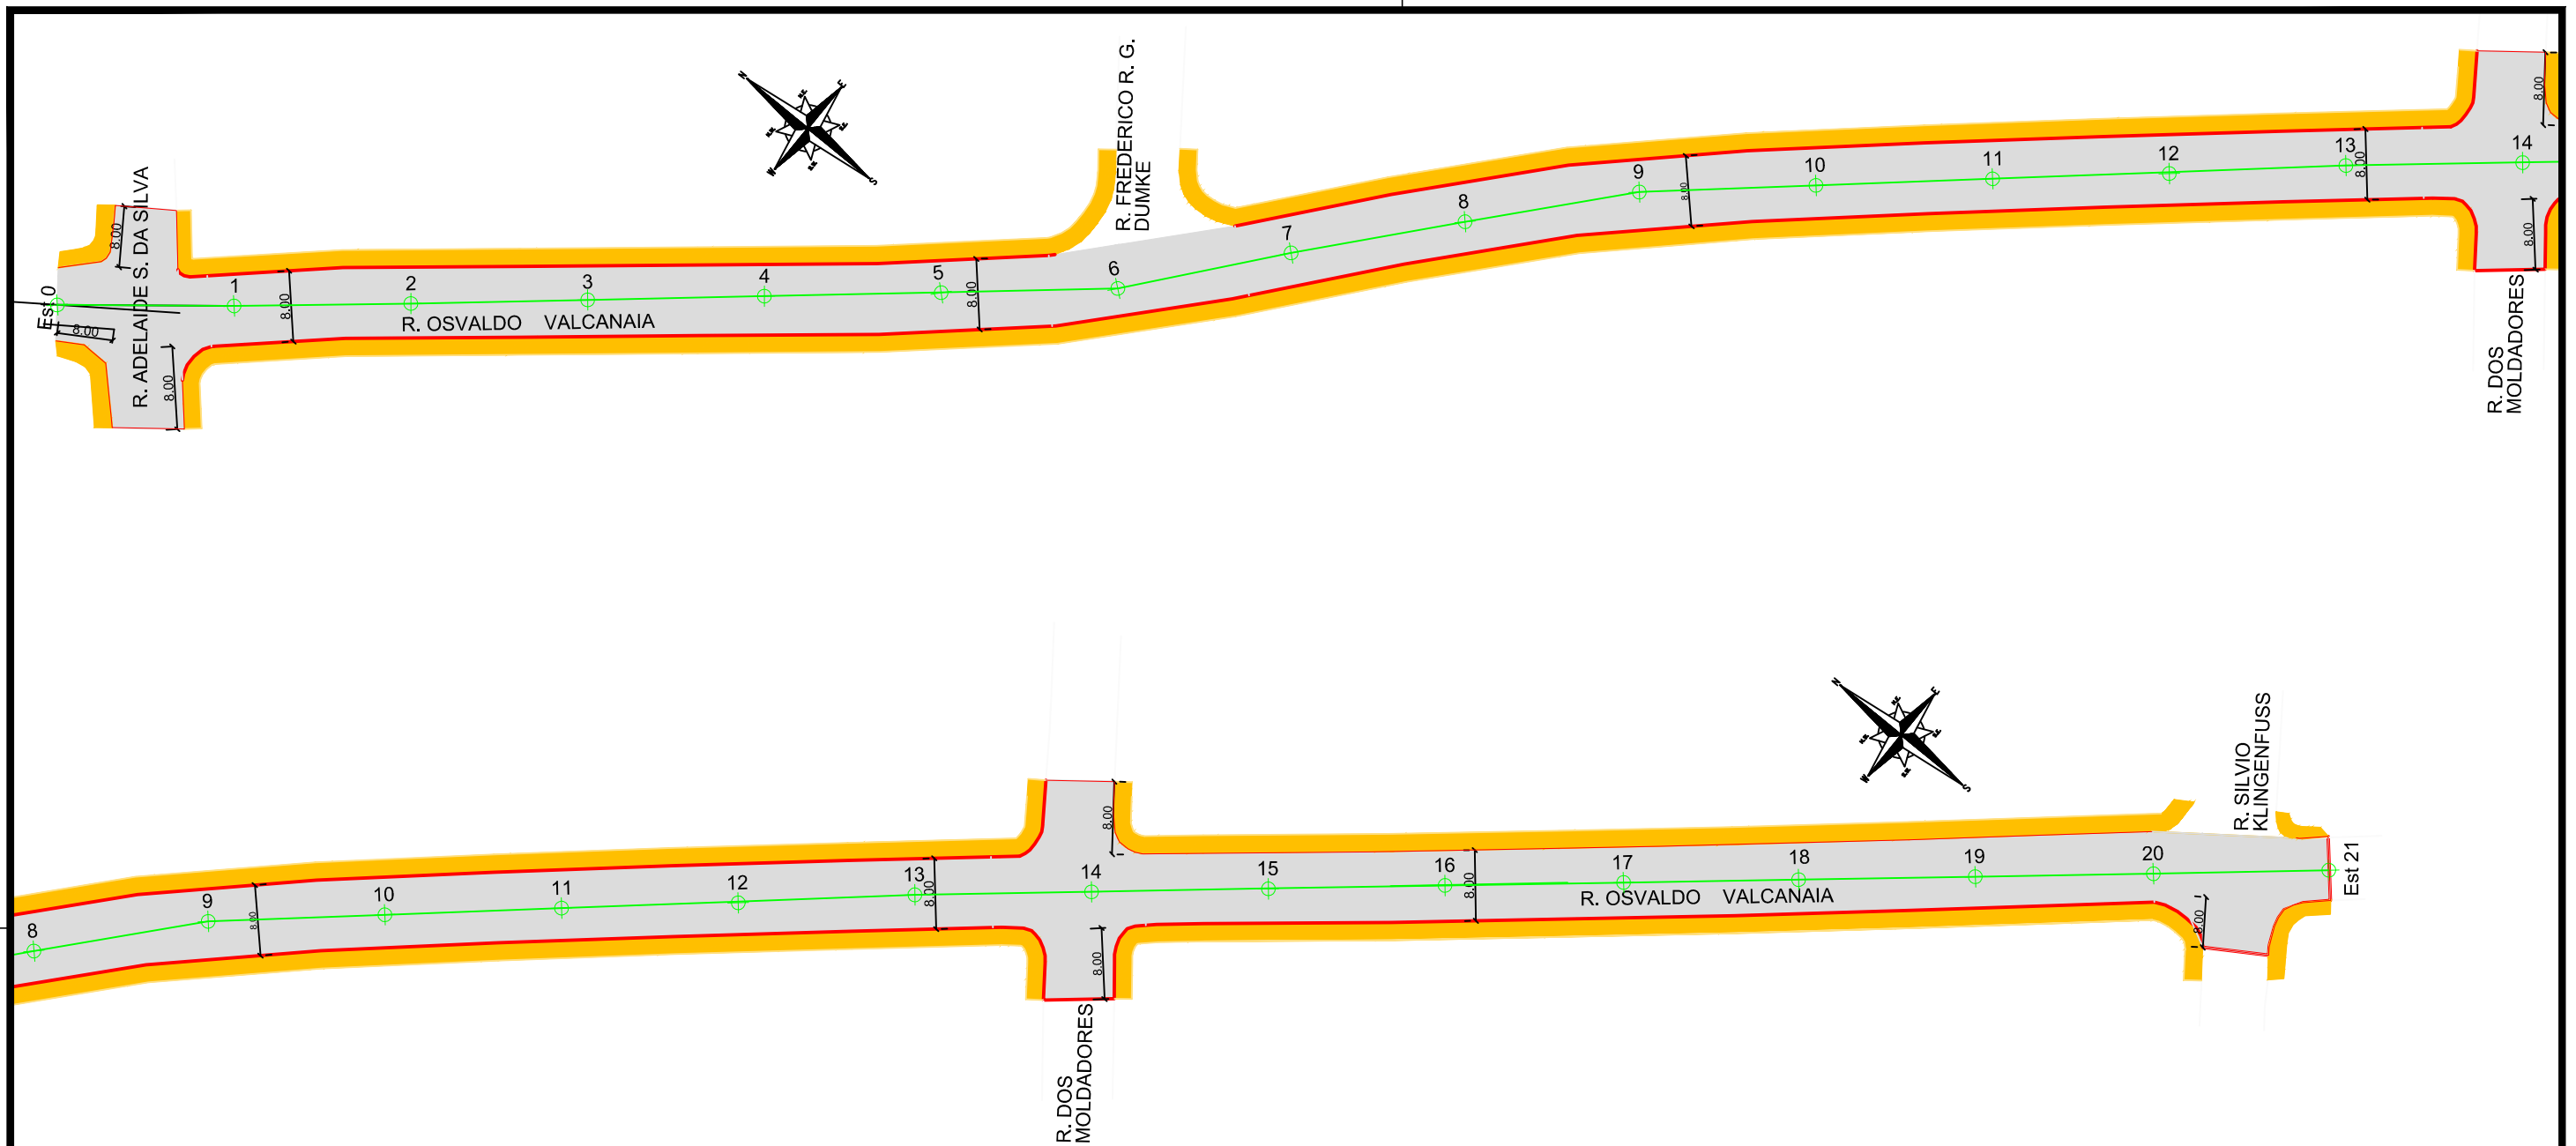 R. FREDERICO R. G.
DUMKE
N
E
S
R. ADELAIDE S. DA SILVA
8.00
8.00
8.00
Est 0
1
2
3
4
5
6
7
8
9
10
11
12
13
14
8.00
8.00
8.00
8.00
8.00
8.00
R. OSVALDO VALCANAIA
R. DOS
MOLDADORES
N
E
S
R. SILVIO
KLINGENFUSS
8
9
10
11
12
13
14
15
16
17
18
19
20
Est 21
8.00
8.00
8.00
8.00
8.00
8.00
R. OSVALDO VALCANAIA
R. DOS
MOLDADORES